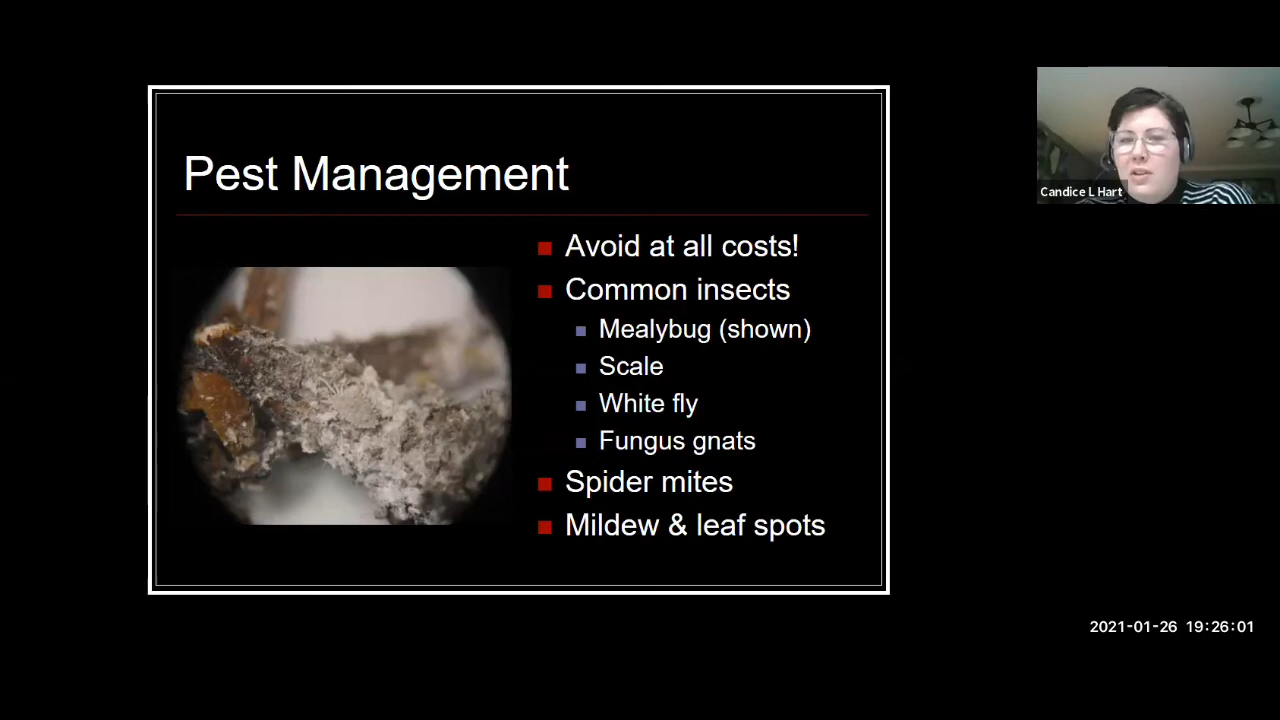 Pest Management
Avoid at all costs!
Common insects
Mealybug (shown)
Scale
White fly
Fungus gnats
Spider mites
Mildew & leaf spots
Candice L Hart
2021-01-26 19:26:01